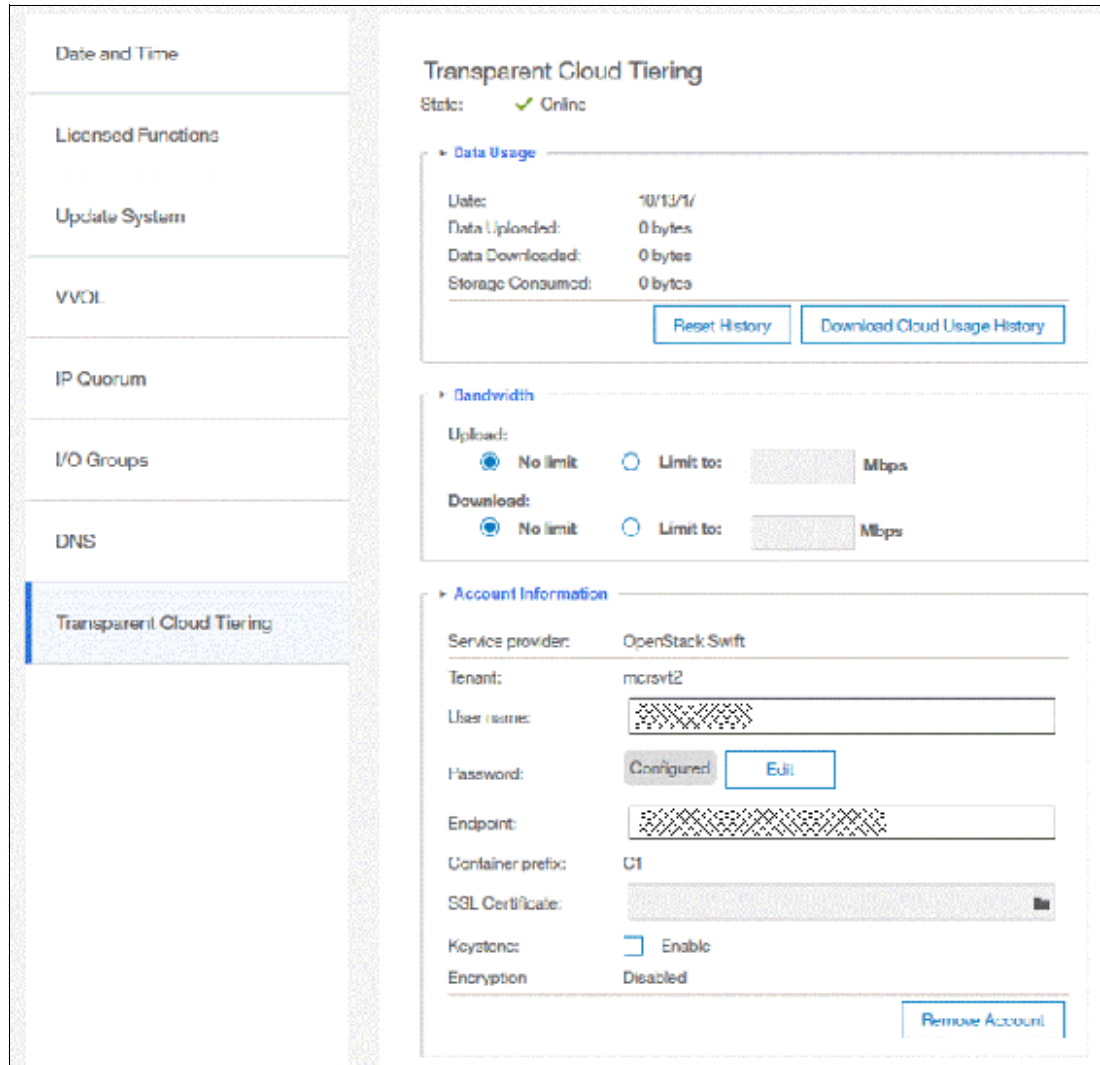 Date and Time
Licensed Functions
Update System
VVOL
IP Quorum
I/O Groups
DNS
Transparent Cloud Tiering
Transparent Cloud Tiering
State: Online
Data Usage
Date: 10/13/17
Data Uploaded: 0 bytes
Data Downloaded: 0 bytes
Storage Consumed: 0 bytes
Reset History Download Cloud Usage History
Bandwidth
Upload:
No limit Limit to: Mbps
Download:
No limit Limit to: Mbps
Account Information
Service provider: OpenStack Swift
Tenant: mcrsvt2
User name:
Password: Configured Edit
Endpoint:
Container prefix: C1
SSL Certificate:
Keystone: Enable
Encryption Disabled
Remove Account